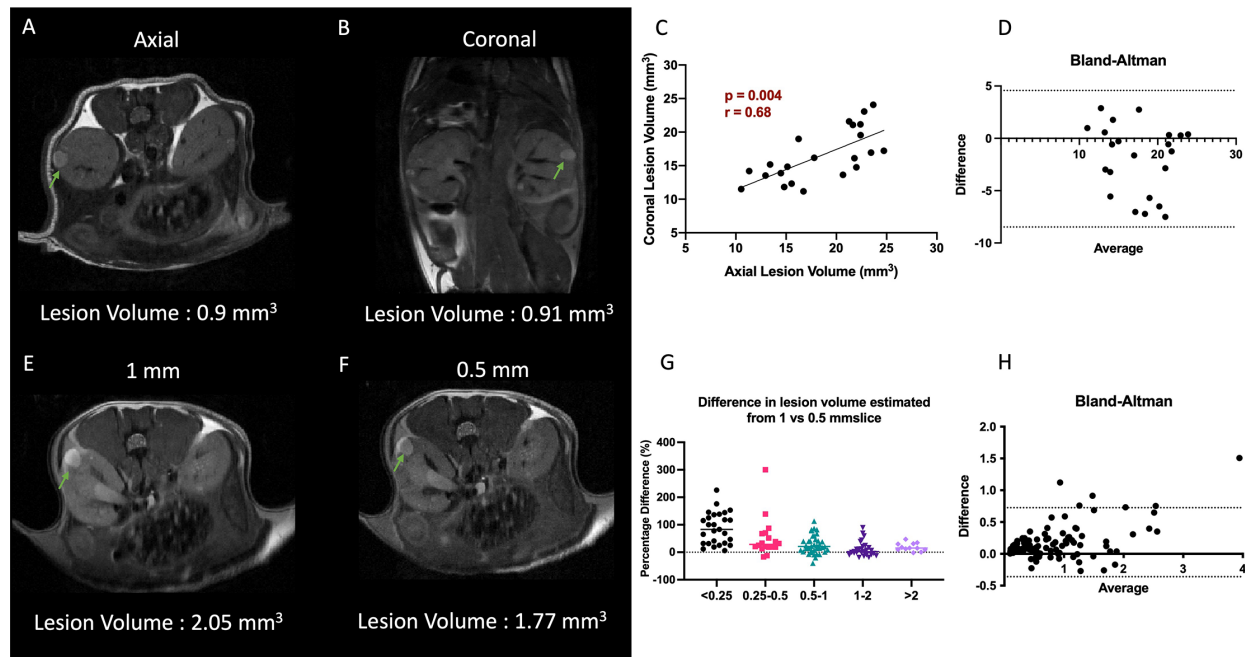 A
Axial
Lesion Volume : 0.9 mm³
B
Coronal
Lesion Volume : 0.91 mm³
C
p = 0.004
r = 0.68
Coronal Lesion Volume (mm³)
30
25
20
15
10
5
5
10
15
20
25
30
Axial Lesion Volume (mm³)
D
Bland-Altman
Difference
5
0
-5
-10
10
20
30
Average
E
1 mm
Lesion Volume : 2.05 mm³
F
0.5 mm
Lesion Volume : 1.77 mm³
G
Difference in lesion volume estimated
from 1 vs 0.5 mmslice
Percentage Difference (%)
400
300
200
100
0
-100
<0.25
0.25-0.5
0.5-1
1-2
>2
H
Bland-Altman
Difference
2.0
1.5
1.0
0.5
0.0
-0.5
1
2
3
4
Average